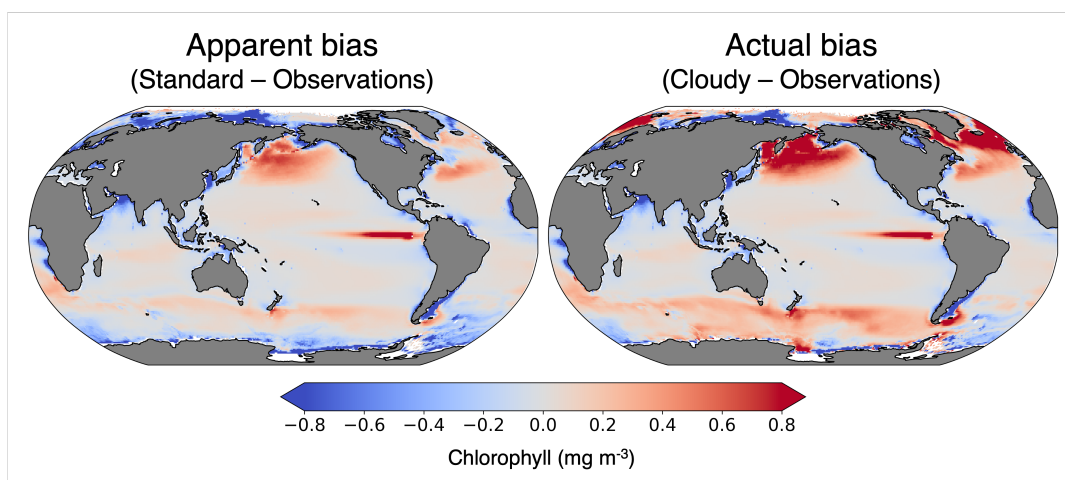 Apparent bias
(Standard – Observations)
Actual bias
(Cloudy – Observations)
−0.8 −0.6 −0.4 −0.2 0.0 0.2 0.4 0.6 0.8
Chlorophyll (mg m⁻³)